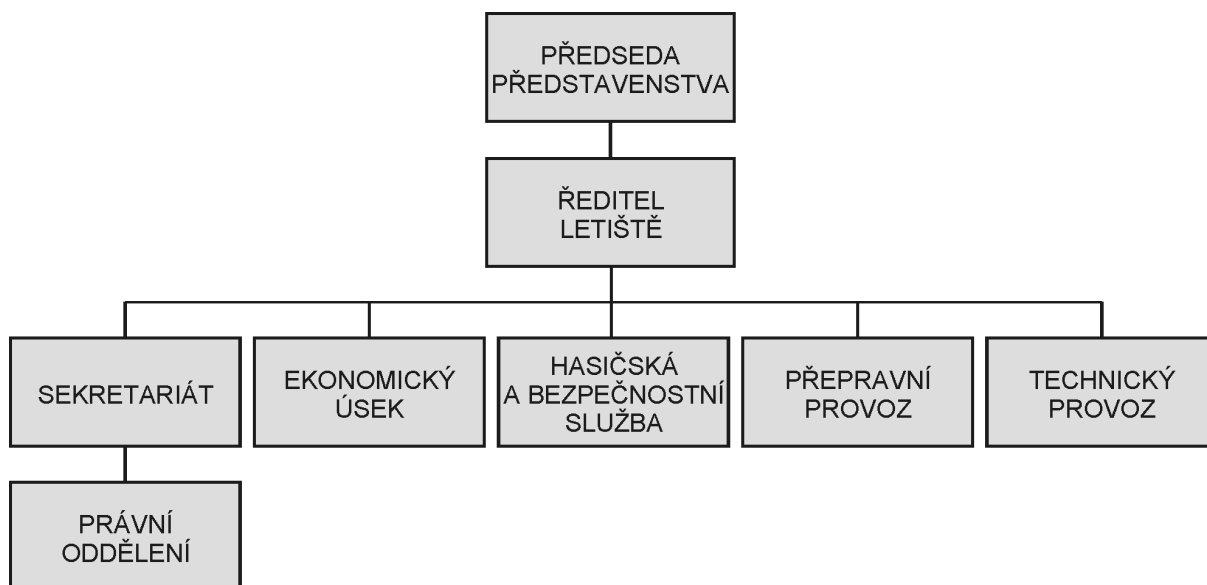 PŘEDSEDA
PŘEDSTAVENSTVA
ŘEDITEL
LETIŠTĚ
SEKRETARIÁT
EKONOMICKÝ
ÚSEK
HASIČSKÁ
A BEZPEČNOSTNÍ
SLUŽBA
PŘEPRAVNÍ
PROVOZ
TECHNICKÝ
PROVOZ
PRÁVNÍ
ODDĚLENÍ